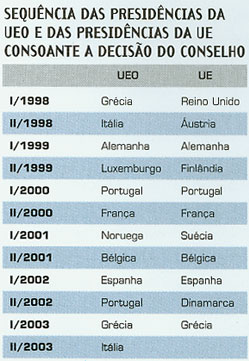 SEQUÊNCIA DAS PRESIDÊNCIAS DA
UEO E DAS PRESIDÊNCIAS DA UE
CONSOANTE A DECISÃO DO CONSELHO
UEO UE
I/1998 Grécia Reino Unido
II/1998 Itália Áustria
I/1999 Alemanha Alemanha
II/1999 Luxemburgo Finlândia
I/2000 Portugal Portugal
II/2000 França França
I/2001 Noruega Suécia
II/2001 Bélgica Bélgica
I/2002 Espanha Espanha
II/2002 Portugal Dinamarca
I/2003 Grécia Grécia
II/2003 Itália